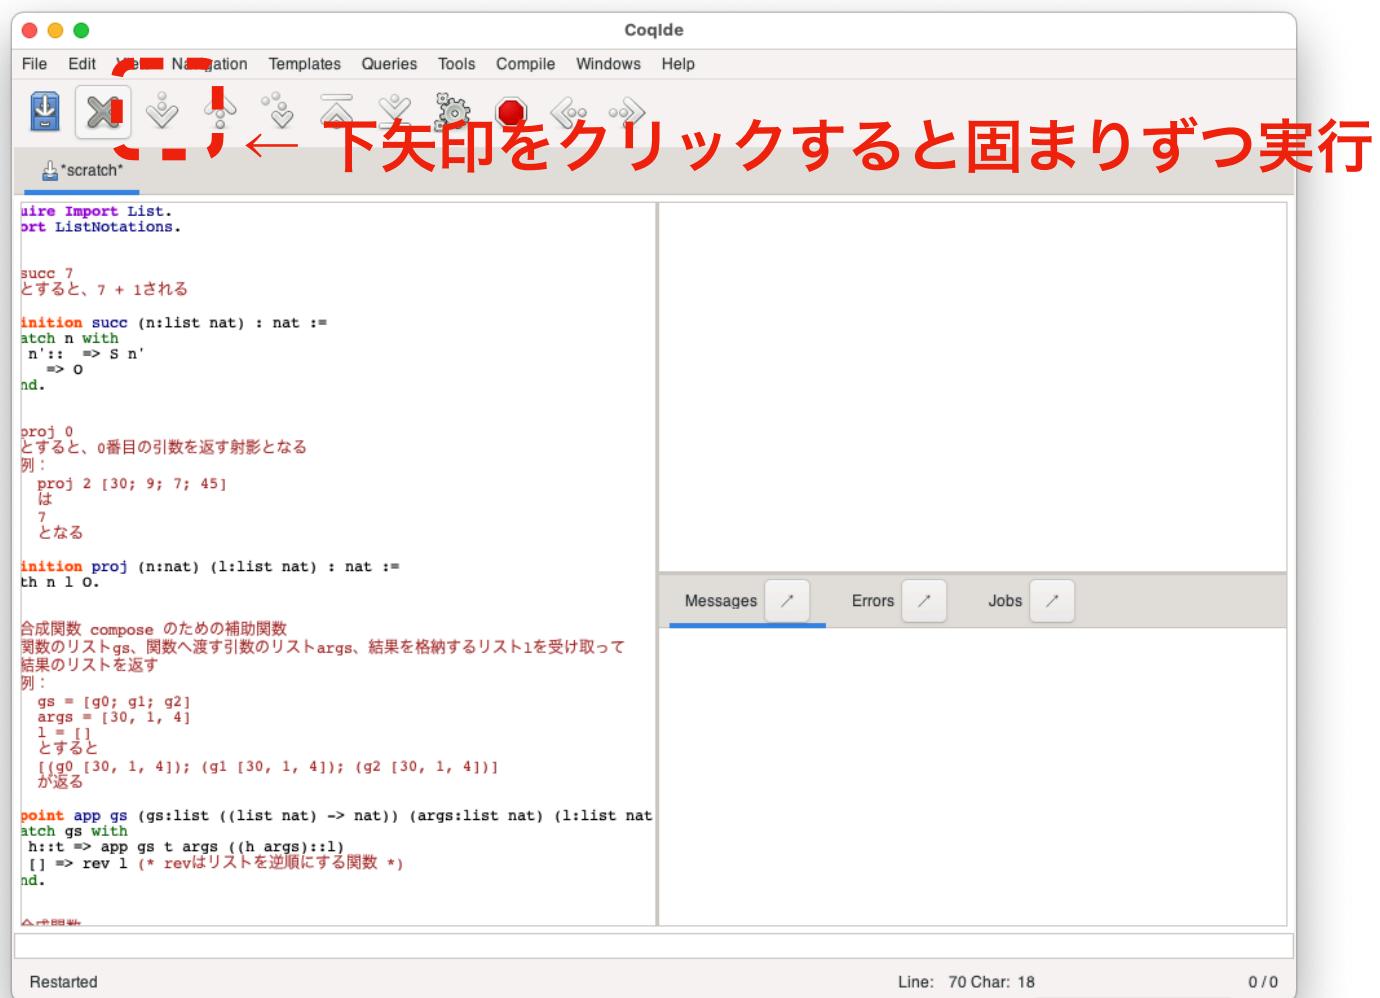 CoqIde
File Edit View Navigation Templates Queries Tools Compile Windows Help
← 下矢印をクリックすると固まりずつ実行
*scratch*
uire Import List.
ort ListNotations.
succ 7
とすると、7 + 1される
inition succ (n:list nat) : nat :=
atch n with
n'::_ => S n'
_ => O
nd.
proj 0
とすると、0番目の引数を返す射影となる
例：
proj 2 [30; 9; 7; 45]
は
7
となる
inition proj (n:nat) (l:list nat) : nat :=
th n l O.
合成関数 compose のための補助関数
関数のリストgs、関数へ渡す引数のリストargs、結果を格納するリストlを受け取って
結果のリストを返す
例：
gs = [g0; g1; g2]
args = [30, 1, 4]
l = []
とすると
[(g0 [30, 1, 4]); (g1 [30, 1, 4]); (g2 [30, 1, 4])]
が返る
point app_gs (gs:list ((list nat) -> nat)) (args:list nat) (l:list nat
atch gs with
h::t => app_gs t args ((h args)::l)
[] => rev l (* revはリストを逆順にする関数 *)
nd.
合成関数
Messages Errors Jobs
Restarted Line: 70 Char: 18 0 / 0